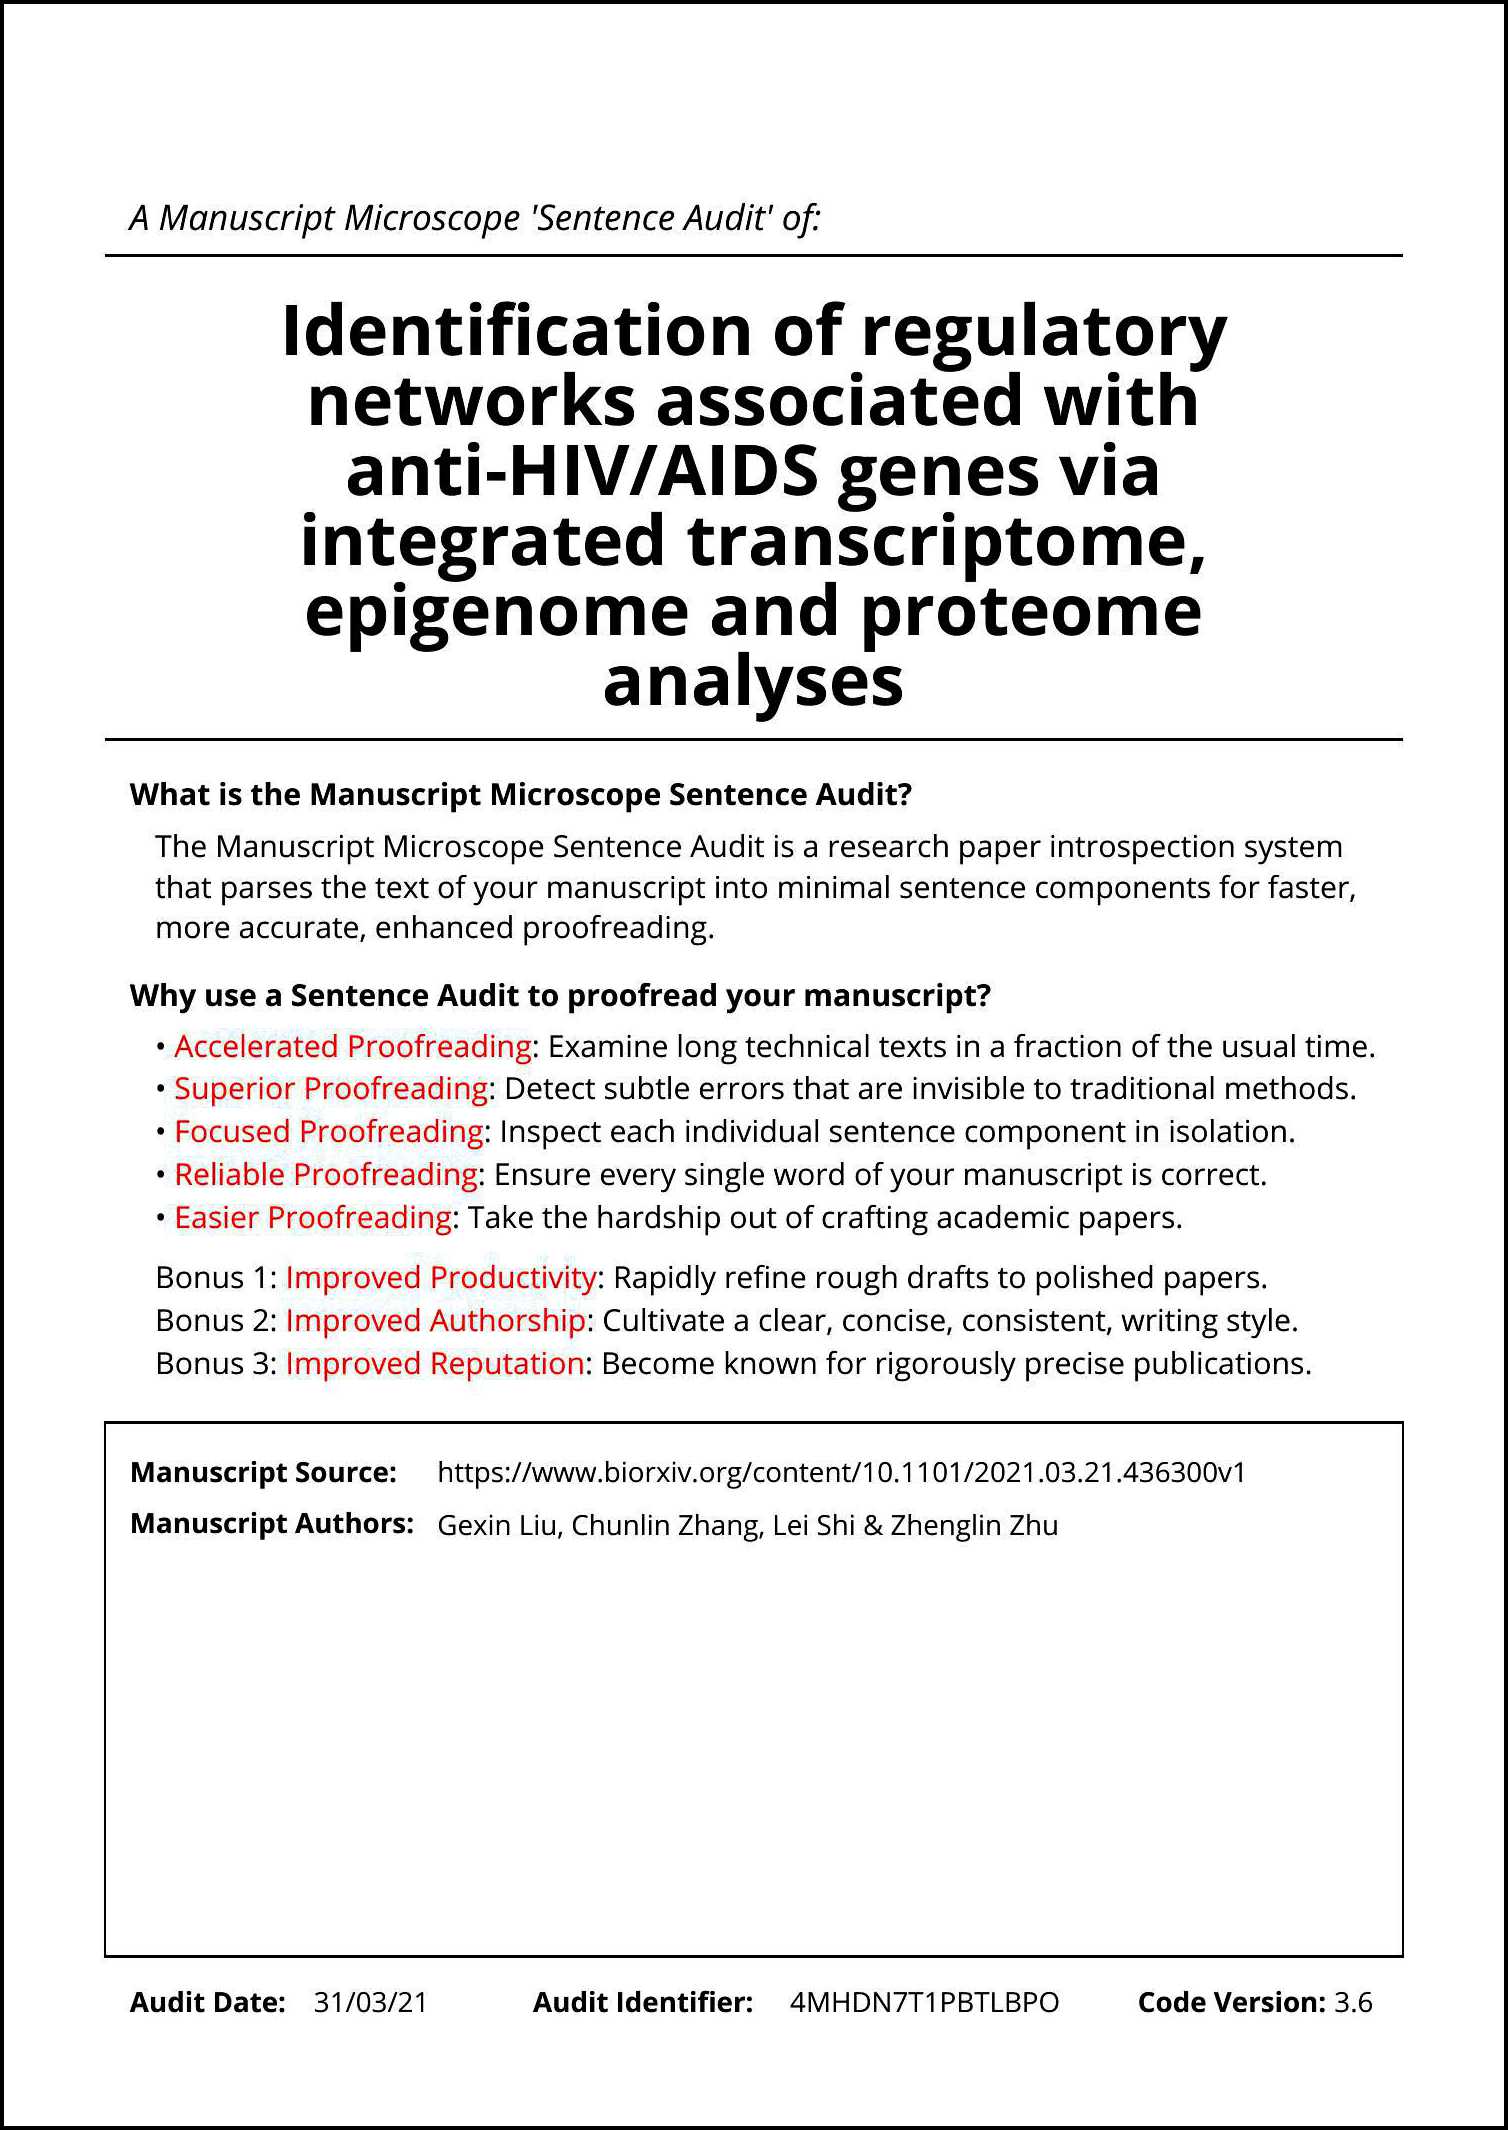 A Manuscript Microscope 'Sentence Audit' of:
Identification of regulatory
networks associated with
anti-HIV/AIDS genes via
integrated transcriptome,
epigenome and proteome
analyses
What is the Manuscript Microscope Sentence Audit?
The Manuscript Microscope Sentence Audit is a research paper introspection system
that parses the text of your manuscript into minimal sentence components for faster,
more accurate, enhanced proofreading.
Why use a Sentence Audit to proofread your manuscript?
• Accelerated Proofreading: Examine long technical texts in a fraction of the usual time.
• Superior Proofreading: Detect subtle errors that are invisible to traditional methods.
• Focused Proofreading: Inspect each individual sentence component in isolation.
• Reliable Proofreading: Ensure every single word of your manuscript is correct.
• Easier Proofreading: Take the hardship out of crafting academic papers.
Bonus 1: Improved Productivity: Rapidly refine rough drafts to polished papers.
Bonus 2: Improved Authorship: Cultivate a clear, concise, consistent, writing style.
Bonus 3: Improved Reputation: Become known for rigorously precise publications.
Manuscript Source: https://www.biorxiv.org/content/10.1101/2021.03.21.436300v1
Manuscript Authors: Gexin Liu, Chunlin Zhang, Lei Shi & Zhenglin Zhu
Audit Date: 31/03/21 Audit Identifier: 4MHDN7T1PBTLBPO Code Version: 3.6